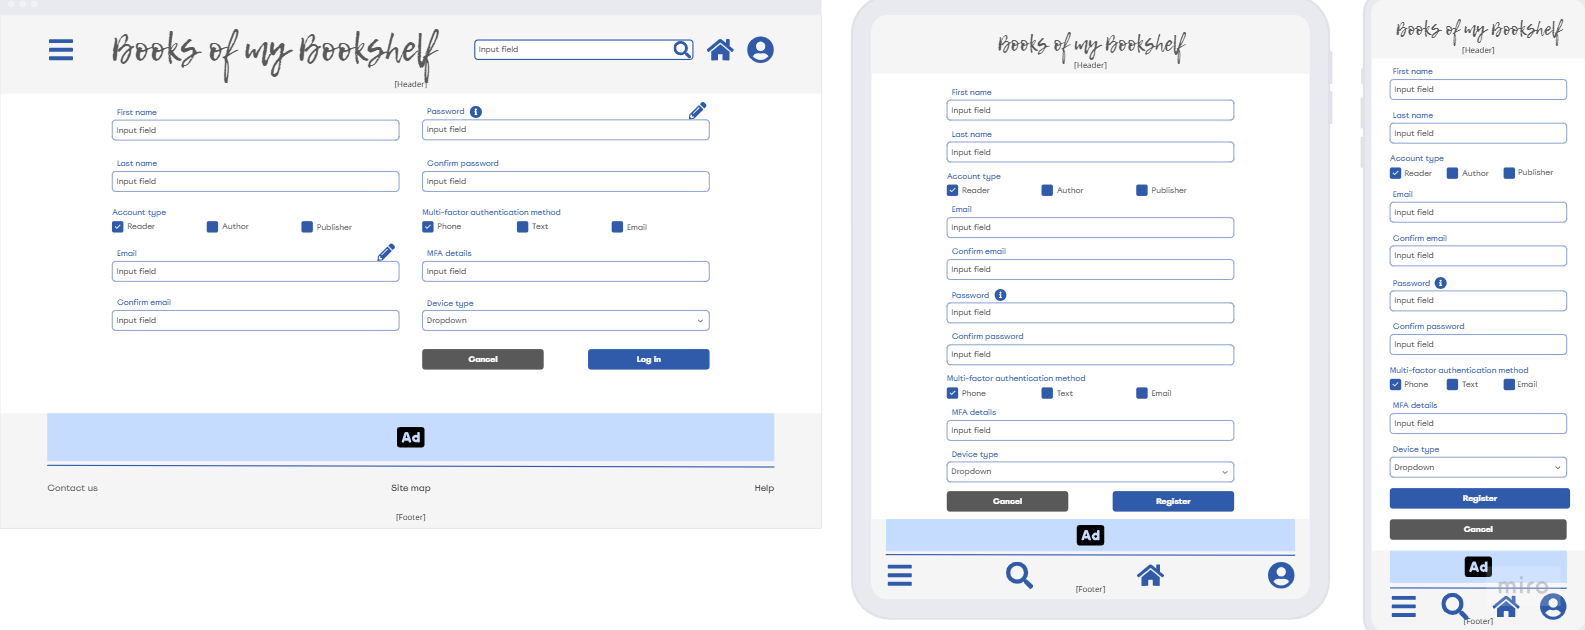 Books of my Bookshelf
Input field
[Header]
First name
Input field
Last name
Input field
Account type
Reader Author Publisher
Email
Input field
Confirm email
Input field
Password
Input field
Confirm password
Input field
Multi-factor authentication method
Phone Text Email
MFA details
Input field
Device type
Dropdown
Cancel Log in
Ad
Contact us Site map Help
[Footer]
Books of my Bookshelf
[Header]
First name
Input field
Last name
Input field
Account type
Reader Author Publisher
Email
Input field
Confirm email
Input field
Password
Input field
Confirm password
Input field
Multi-factor authentication method
Phone Text Email
MFA details
Input field
Device type
Dropdown
Cancel Register
Ad
[Footer]
Books of my Bookshelf
[Header]
First name
Input field
Last name
Input field
Account type
Reader Author Publisher
Email
Input field
Confirm email
Input field
Password
Input field
Confirm password
Input field
Multi-factor authentication method
Phone Text Email
MFA details
Input field
Device type
Dropdown
Register
Cancel
Ad
miro
[Footer]